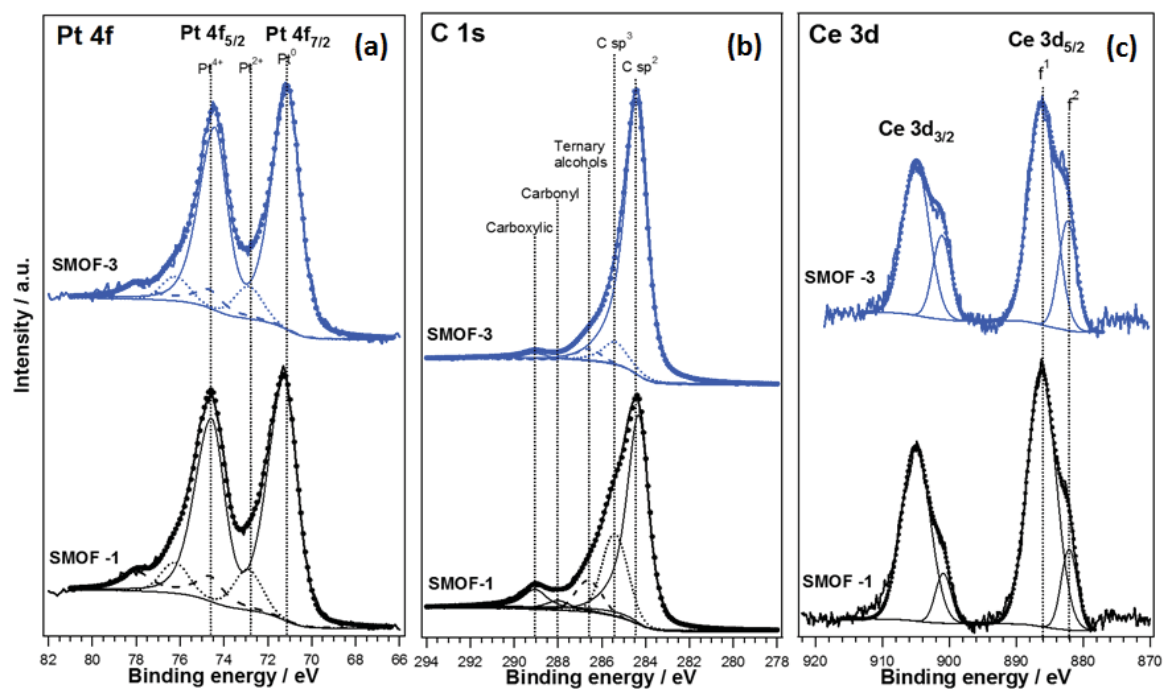 Pt 4f
Pt 4f5/2
Pt 4f7/2
(a)
Pt4+
Pt2+
Pt0
SMOF-3
SMOF -1
Intensity / a.u.
82 80 78 76 74 72 70 68 66
Binding energy / eV
C 1s
(b)
C sp3
C sp2
Ternary
alcohols
Carbonyl
Carboxylic
SMOF-3
SMOF-1
294 292 290 288 286 284 282 280 278
Binding energy / eV
Ce 3d
Ce 3d5/2
(c)
f1
f2
Ce 3d3/2
SMOF -3
SMOF -1
920 910 900 890 880 870
Binding energy / eV